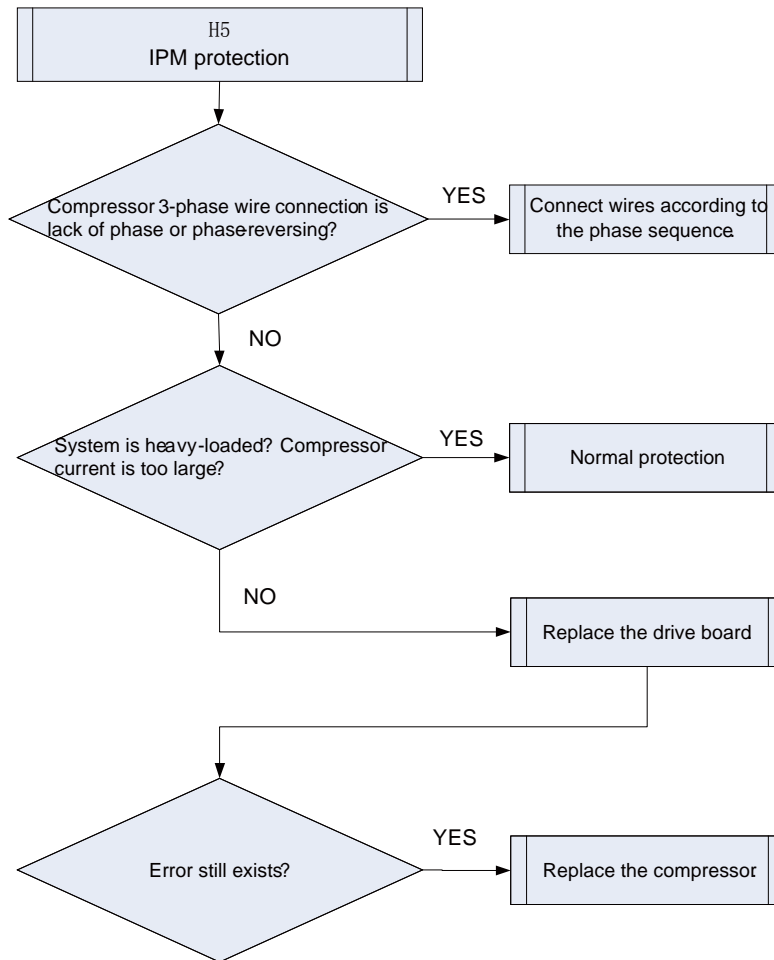 H5
IPM protection
Compressor 3-phase wire connection is
lack of phase or phase-reversing?
YES
Connect wires according to
the phase sequence.
NO
System is heavy-loaded? Compressor
current is too large?
YES
Normal protection
NO
Replace the drive board
Error still exists?
YES
Replace the compressor.